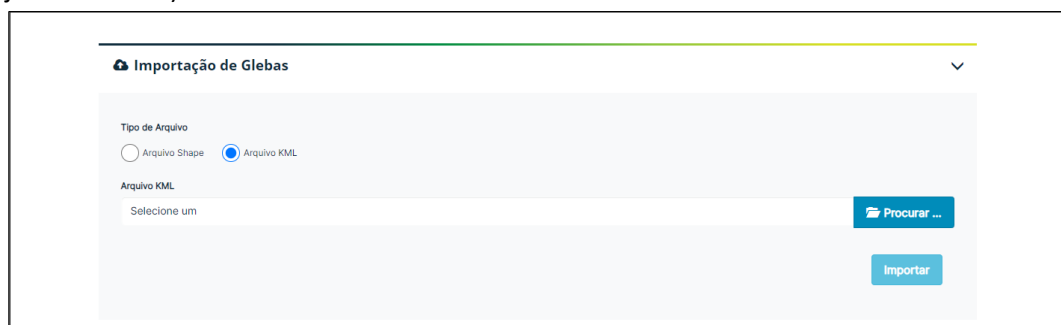 Importação de Glebas
Tipo de Arquivo
Arquivo Shape Arquivo KML
Arquivo KML
Selecione um Procurar ...
Importar